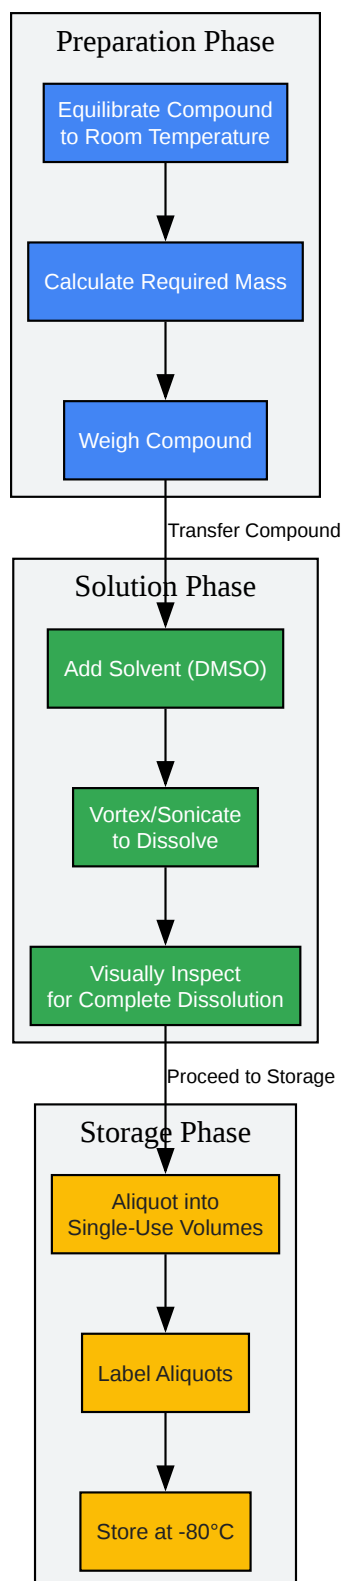 Preparation Phase
Equilibrate Compound
to Room Temperature
Calculate Required Mass
Weigh Compound
Transfer Compound
Solution Phase
Add Solvent (DMSO)
Vortex/Sonicate
to Dissolve
Visually Inspect
for Complete Dissolution
Proceed to Storage
Storage Phase
Aliquot into
Single-Use Volumes
Label Aliquots
Store at -80°C